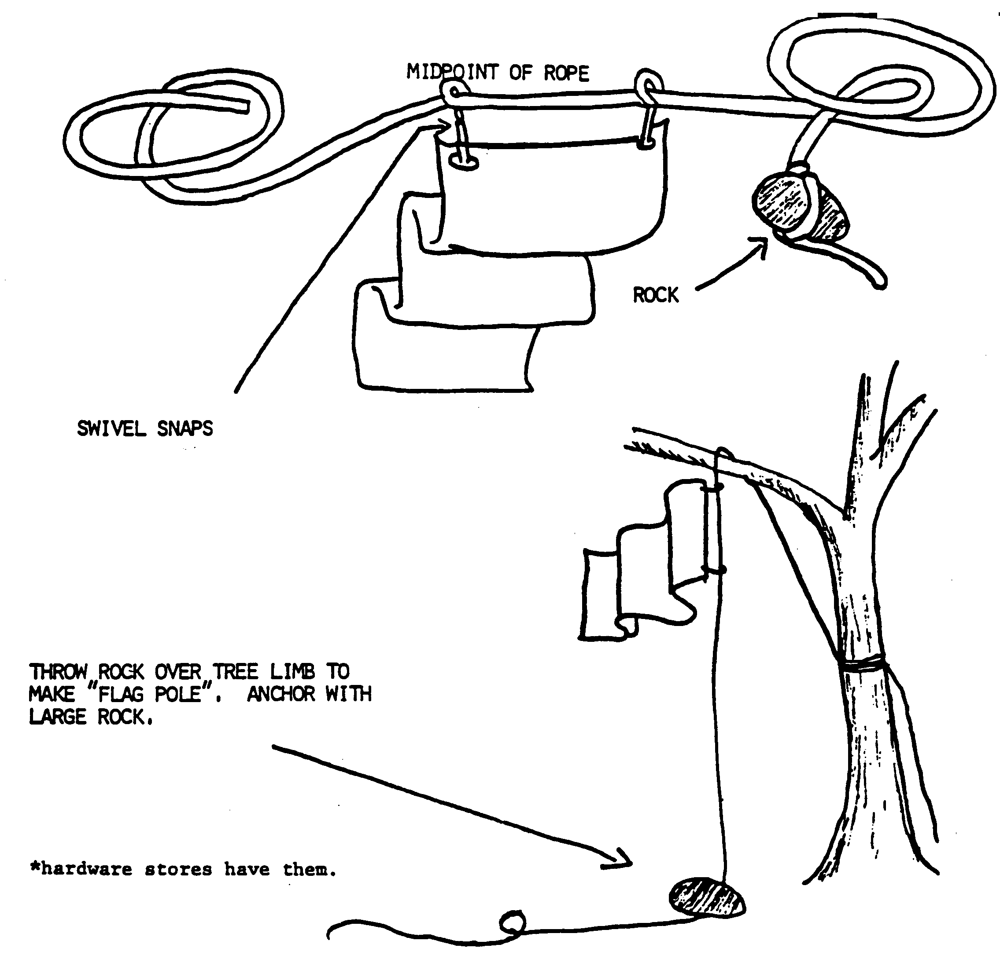 MIDPOINT OF ROPE
ROCK
SWIVEL SNAPS
THROW ROCK OVER TREE LIMB TO
MAKE "FLAG POLE". ANCHOR WITH
LARGE ROCK.
*hardware stores have them.